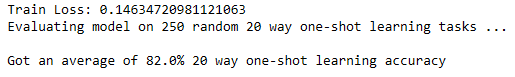 Train Loss: 0.14634720981121063
Evaluating model on 250 random 20 way one-shot learning tasks ...
Got an average of 82.0% 20 way one-shot learning accuracy